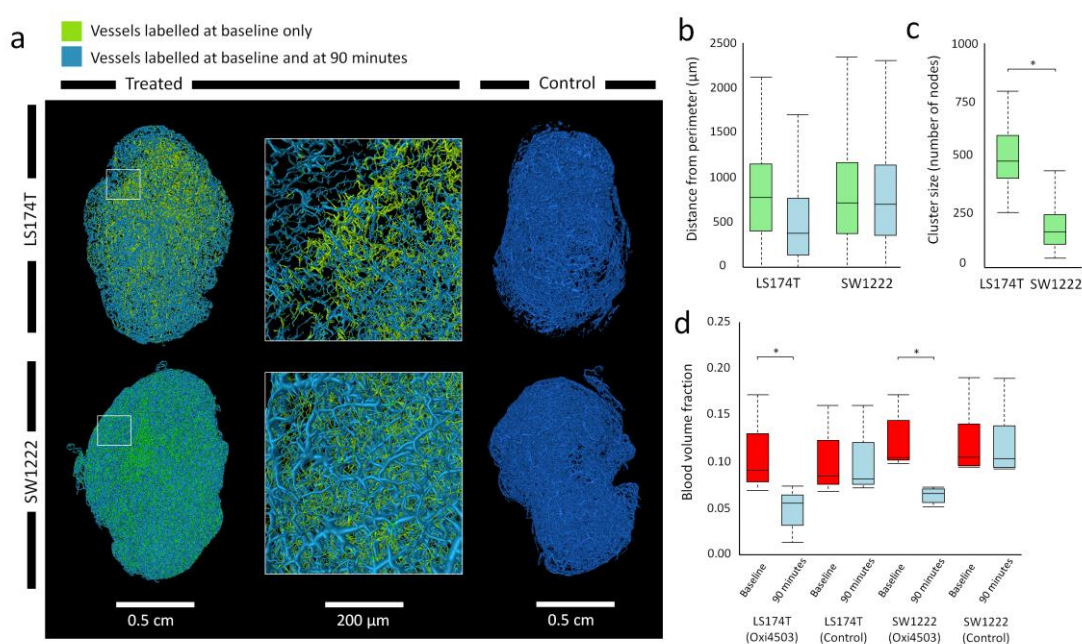 a
Vessels labelled at baseline only
Vessels labelled at baseline and at 90 minutes
Treated
Control
LS174T
SW1222
0.5 cm
200 µm
0.5 cm
b
Distance from perimeter (µm)
2500
2000
1500
1000
500
0
LS174T
SW1222
c
Cluster size (number of nodes)
1000
750
500
250
0
*
LS174T
SW1222
d
Blood volume fraction
0.25
0.20
0.15
0.10
0.05
0.00
*
*
Baseline
90 minutes
Baseline
90 minutes
Baseline
90 minutes
Baseline
90 minutes
LS174T
(Oxi4503)
LS174T
(Control)
SW1222
(Oxi4503)
SW1222
(Control)